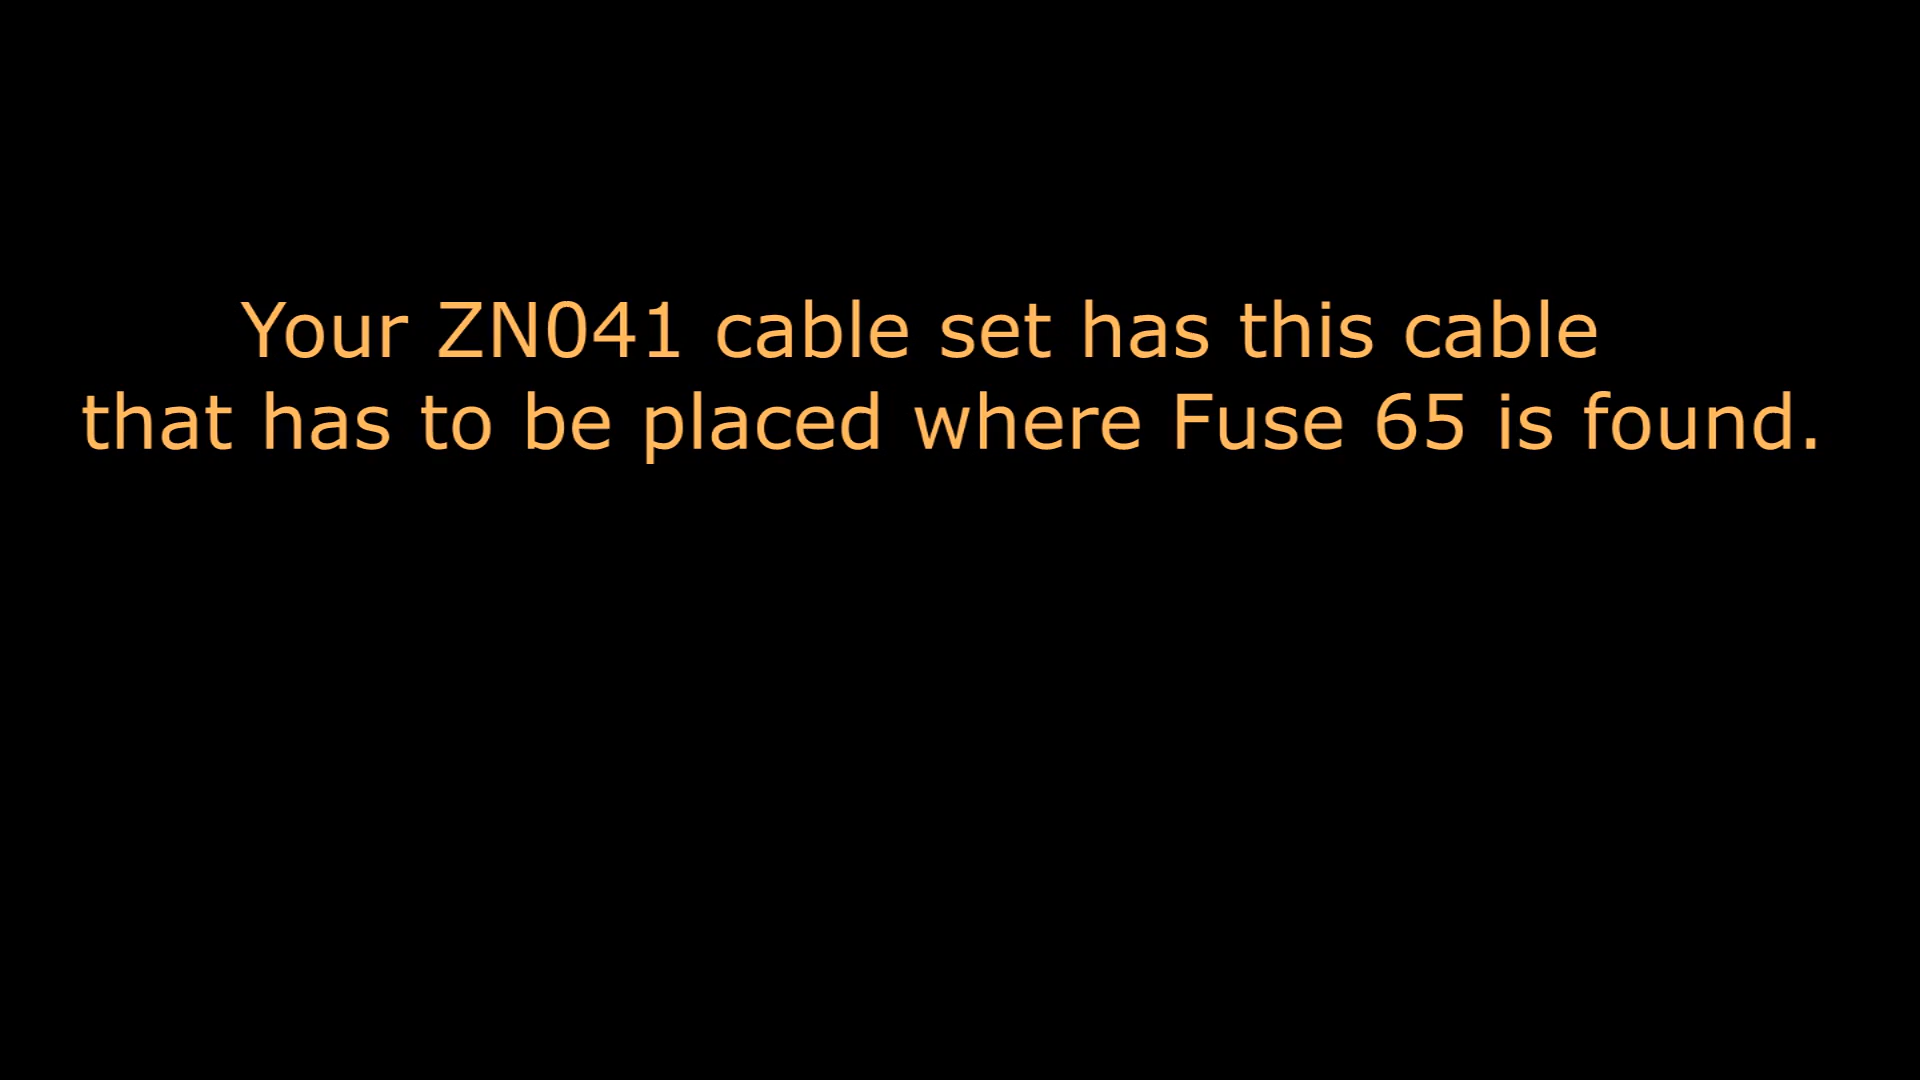 Your ZN041 cable set has this cable
that has to be placed where Fuse 65 is found.